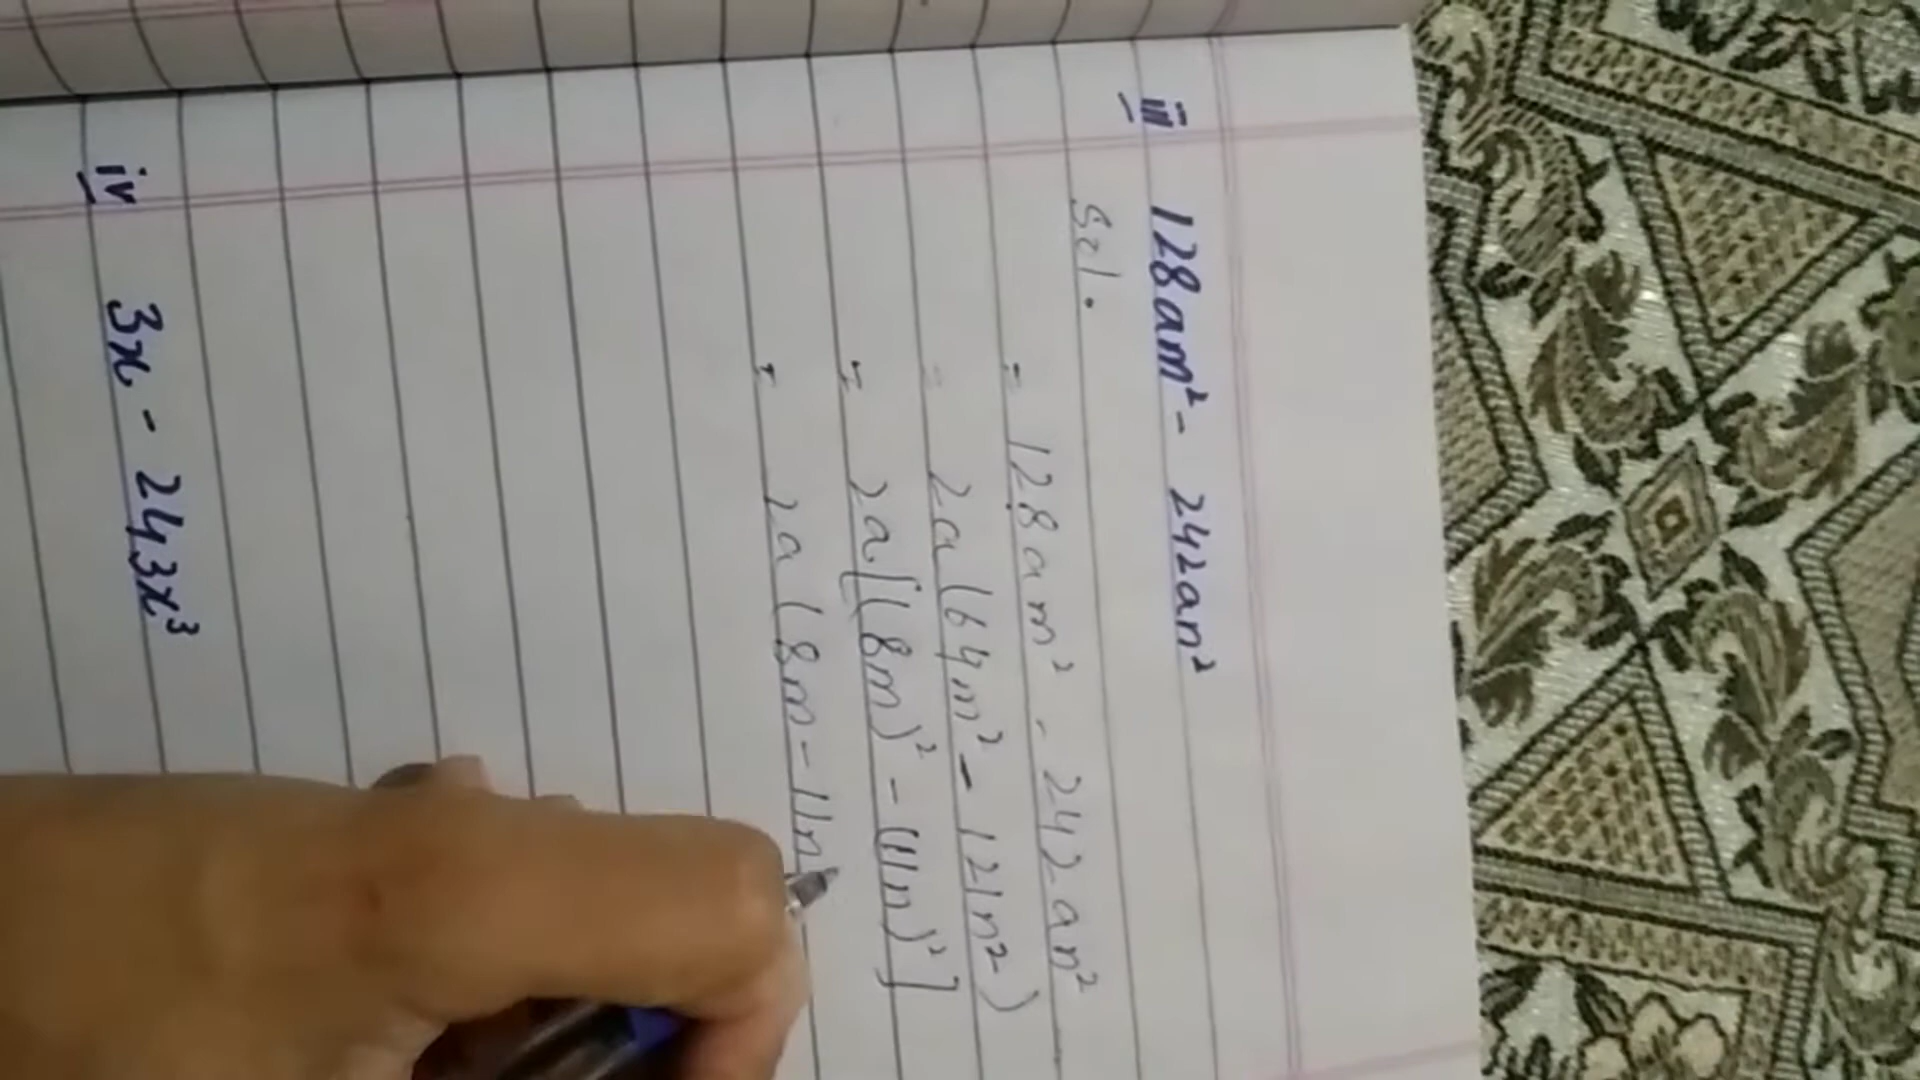 iii 128am² - 242an²
Sol.
= 128am² - 242an²
= 2a(64m² - 121n²)
= 2a[(8m)² - (11n)²]
= 2a(8m - 11n
iv 3x - 243x³